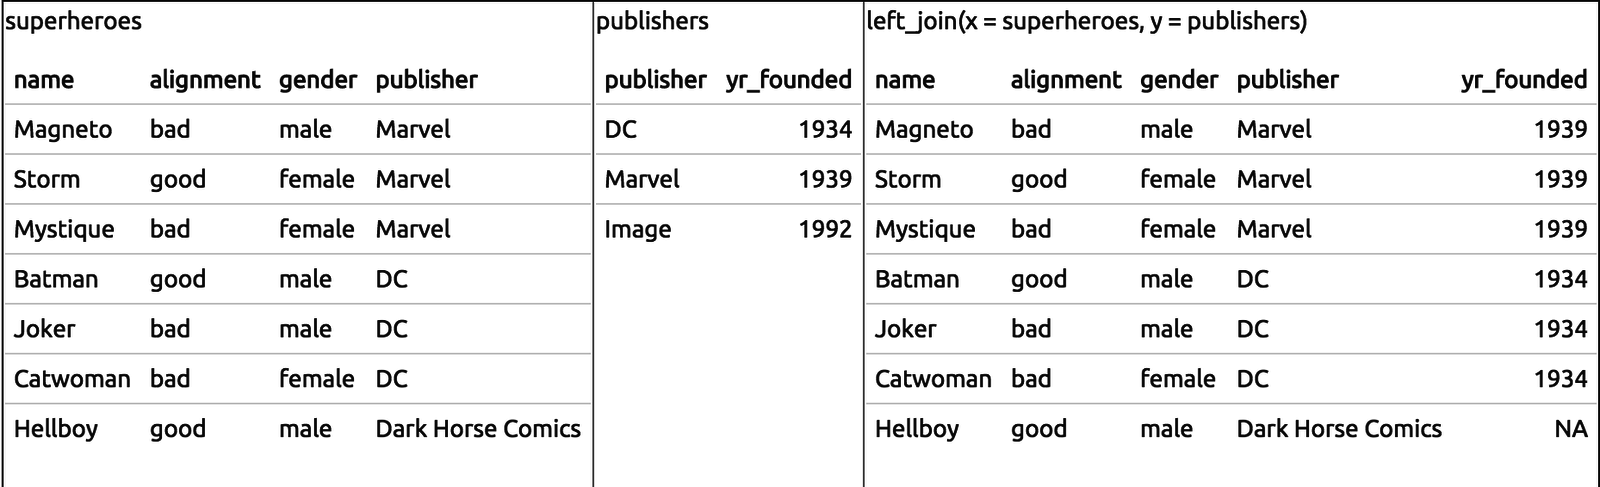 superheroes
name alignment gender publisher
Magneto bad male Marvel
Storm good female Marvel
Mystique bad female Marvel
Batman good male DC
Joker bad male DC
Catwoman bad female DC
Hellboy good male Dark Horse Comics
publishers
publisher yr_founded
DC 1934
Marvel 1939
Image 1992
left_join(x = superheroes, y = publishers)
name alignment gender publisher yr_founded
Magneto bad male Marvel 1939
Storm good female Marvel 1939
Mystique bad female Marvel 1939
Batman good male DC 1934
Joker bad male DC 1934
Catwoman bad female DC 1934
Hellboy good male Dark Horse Comics NA